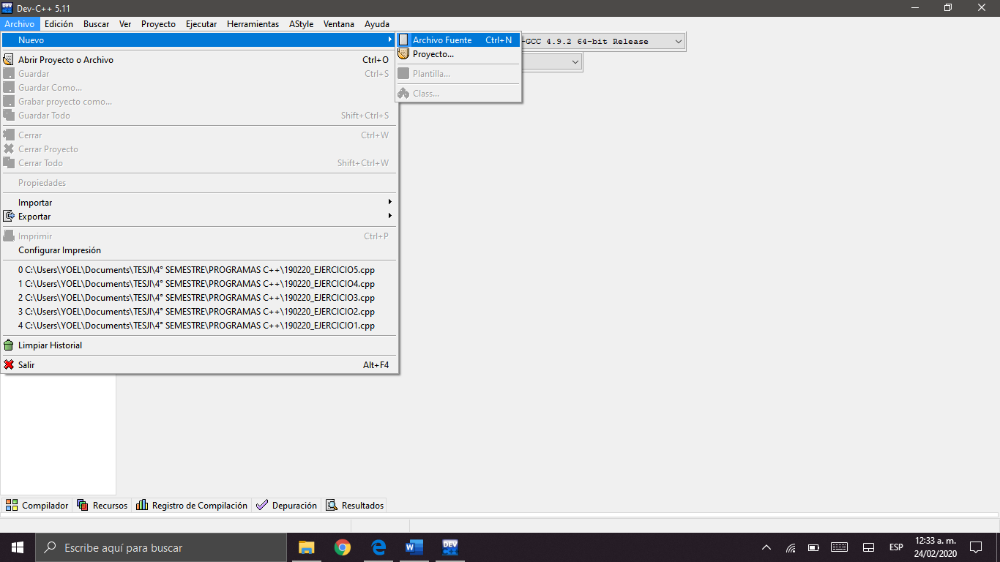 Dev-C++ 5.11
Archivo Edición Buscar Ver Proyecto Ejecutar Herramientas AStyle Ventana Ayuda
Nuevo
Archivo Fuente Ctrl+N
-GCC 4.9.2 64-bit Release
Proyecto...
Abrir Proyecto o Archivo Ctrl+O
Guardar Ctrl+S
Plantilla...
Guardar Como...
Class...
Grabar proyecto como...
Guardar Todo Shift+Ctrl+S
Cerrar Ctrl+W
Cerrar Proyecto
Cerrar Todo Shift+Ctrl+W
Propiedades
Importar
Exportar
Imprimir Ctrl+P
Configurar Impresión
0 C:\Users\YOEL\Documents\TESJI\4° SEMESTRE\PROGRAMAS C++\190220_EJERCICIO5.cpp
1 C:\Users\YOEL\Documents\TESJI\4° SEMESTRE\PROGRAMAS C++\190220_EJERCICIO4.cpp
2 C:\Users\YOEL\Documents\TESJI\4° SEMESTRE\PROGRAMAS C++\190220_EJERCICIO3.cpp
3 C:\Users\YOEL\Documents\TESJI\4° SEMESTRE\PROGRAMAS C++\190220_EJERCICIO2.cpp
4 C:\Users\YOEL\Documents\TESJI\4° SEMESTRE\PROGRAMAS C++\190220_EJERCICIO1.cpp
Limpiar Historial
Salir Alt+F4
Compilador Recursos Registro de Compilación Depuración Resultados
Escribe aquí para buscar
DEV
ESP
12:33 a. m.
24/02/2020